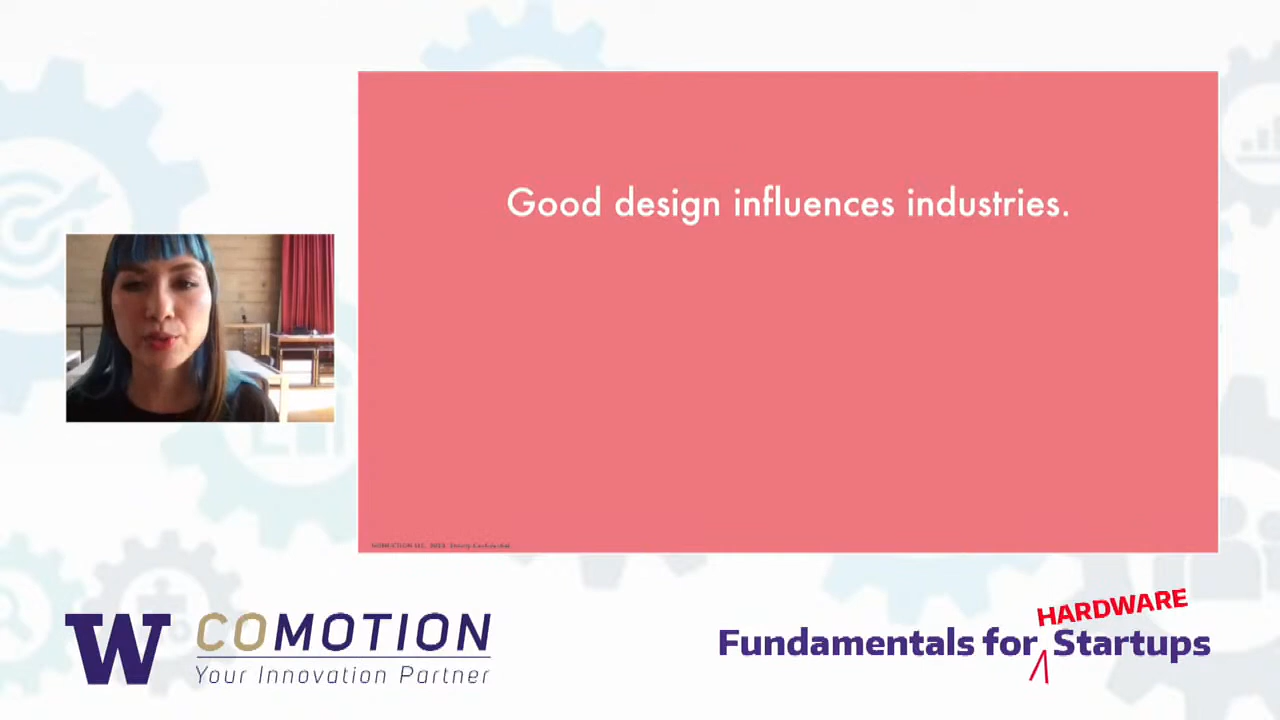 Good design influences industries.
W COMOTION
Your Innovation Partner
HARDWARE
Fundamentals for Startups